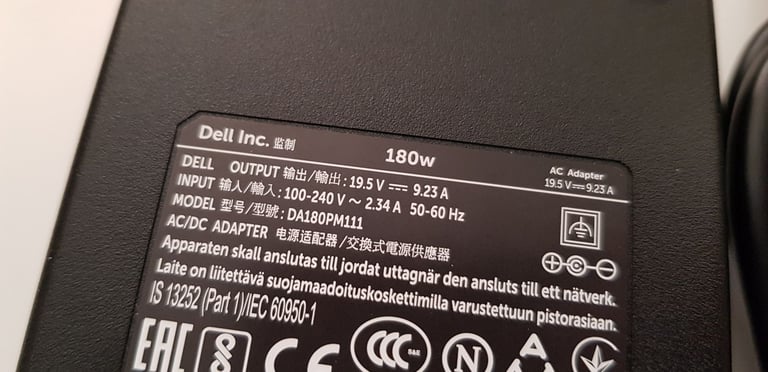 Dell Inc. 监制
180w
AC Adapter
19.5 V⎓9.23 A
DELL OUTPUT 输出/輸出 : 19.5 V ⎓ 9.23 A
INPUT 输入/輸入 : 100-240 V ～ 2.34 A 50-60 Hz
MODEL 型号/型號 : DA180PM111
AC/DC ADAPTER 电源适配器 /交換式電源供應器
Apparaten skall anslutas till jordat uttagnär den ansluts till ett nätverk.
Laite on liitettävä suojamaadoituskoskettimilla varustettuun pistorasiaan.
IS 13252 (Part 1)/IEC 60950-1
EAC S CE CCC S&E N